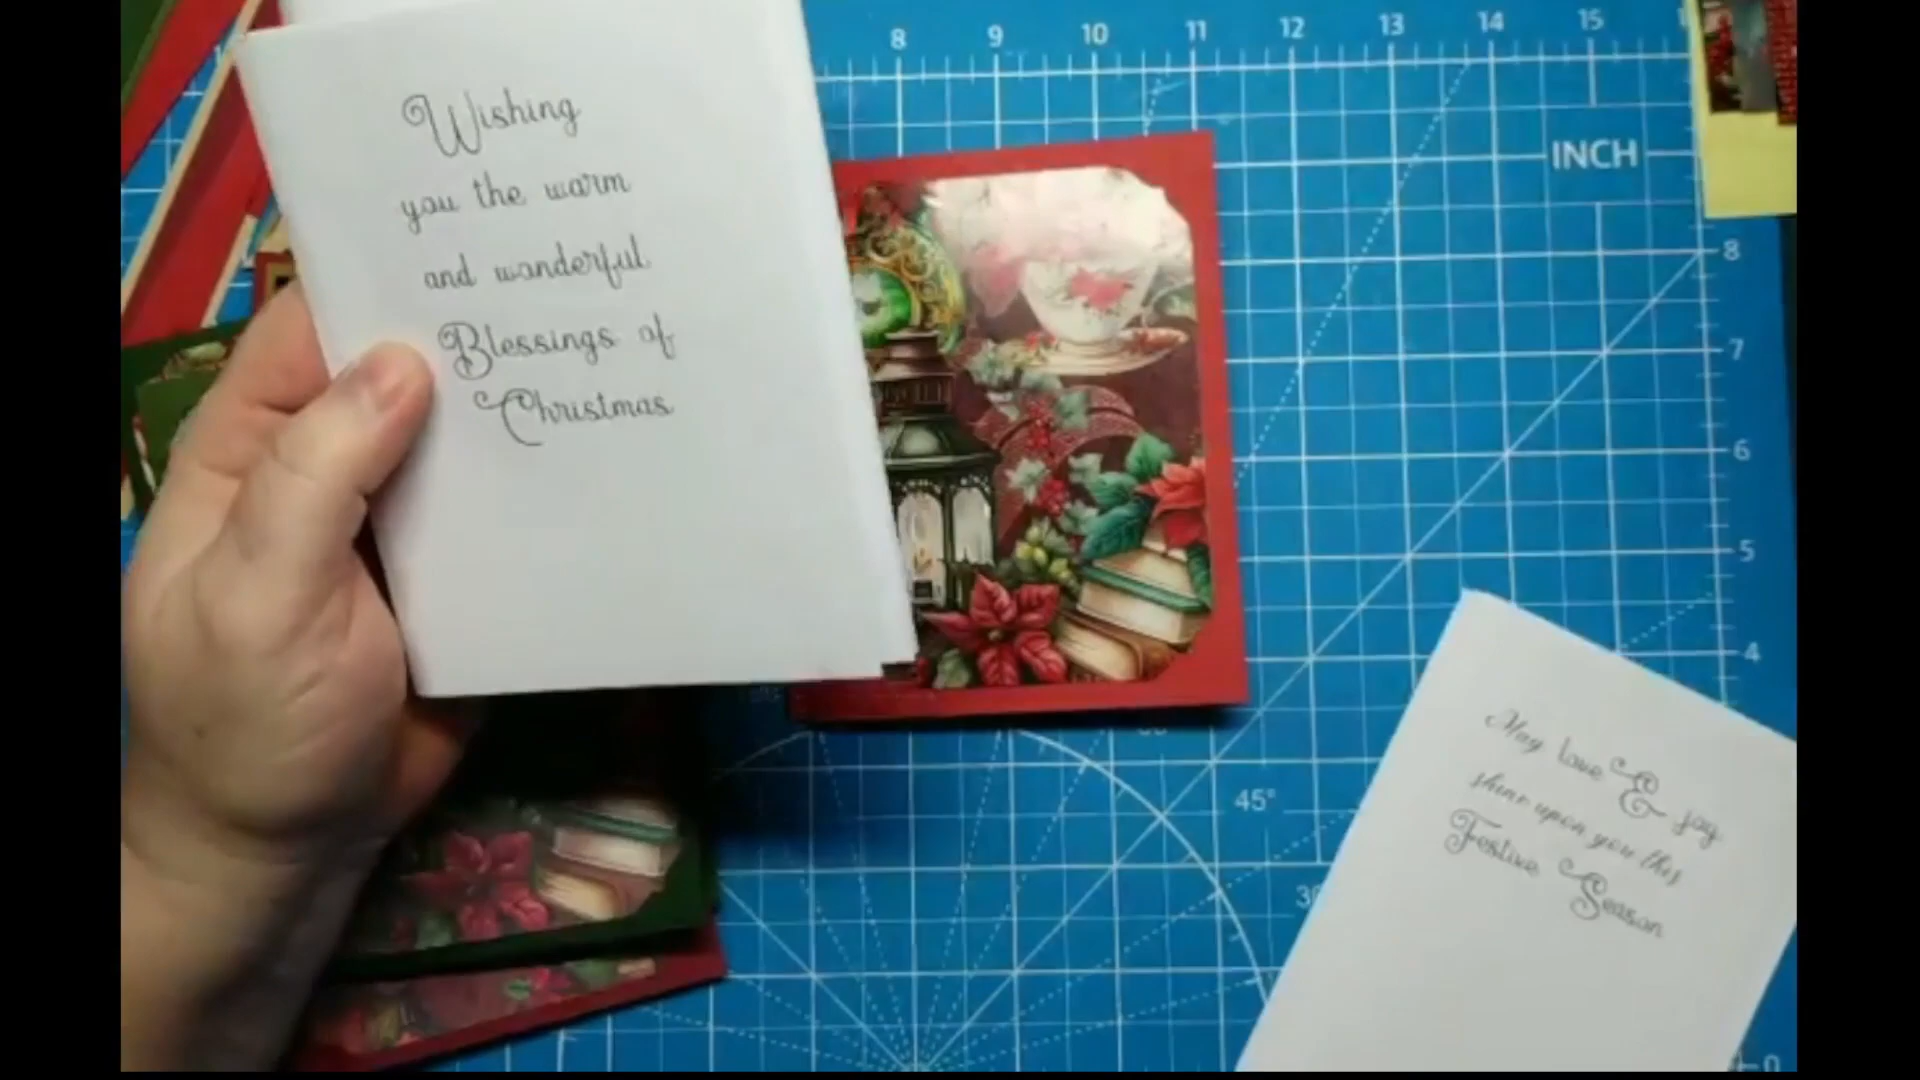 Wishing
you the warm
and wonderful
Blessings of
Christmas
8 9 10 11 12 13 14 15
INCH
8
7
6
5
4
45°
0
May love & joy
shine upon you this
Festive Season